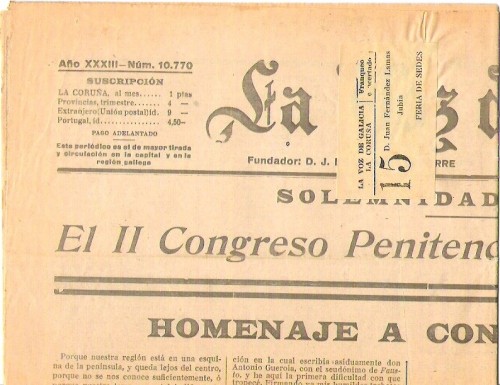 Año XXXIII—Núm. 10.770
SUSCRIPCIÓN
LA CORUÑA, al mes...... 1 ptas
Provincias, trimestre.... 4 —
Extranjero (Unión postal) id. 9 —
Portugal, id............ 4,50—
PAGO ADELANTADO
Este periódico es el de mayor tirada
y circulación en la capital y en la
región gallega
La
Fundador: D. J.
LA VOZ DE GALICIA
LA CORUÑA
Franqueo
concertado
D. Juan Fernández Lamas
Jubia
FERIA DE SEDES
15
SOLEMNIDAD
El II Congreso Peniten
HOMENAJE A CON
Porque nuestra región está en una esqui-
na de la península, y queda lejos del centro,
porque no se nos conoce suficientemente, ó
en la cual escribía asiduamente don
Antonio Guerola, con el seudónimo de Faus-
to, y he aquí la primera dificultad con que